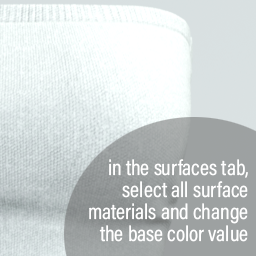 in the surfaces tab,
select all surface
materials and change
the base color value